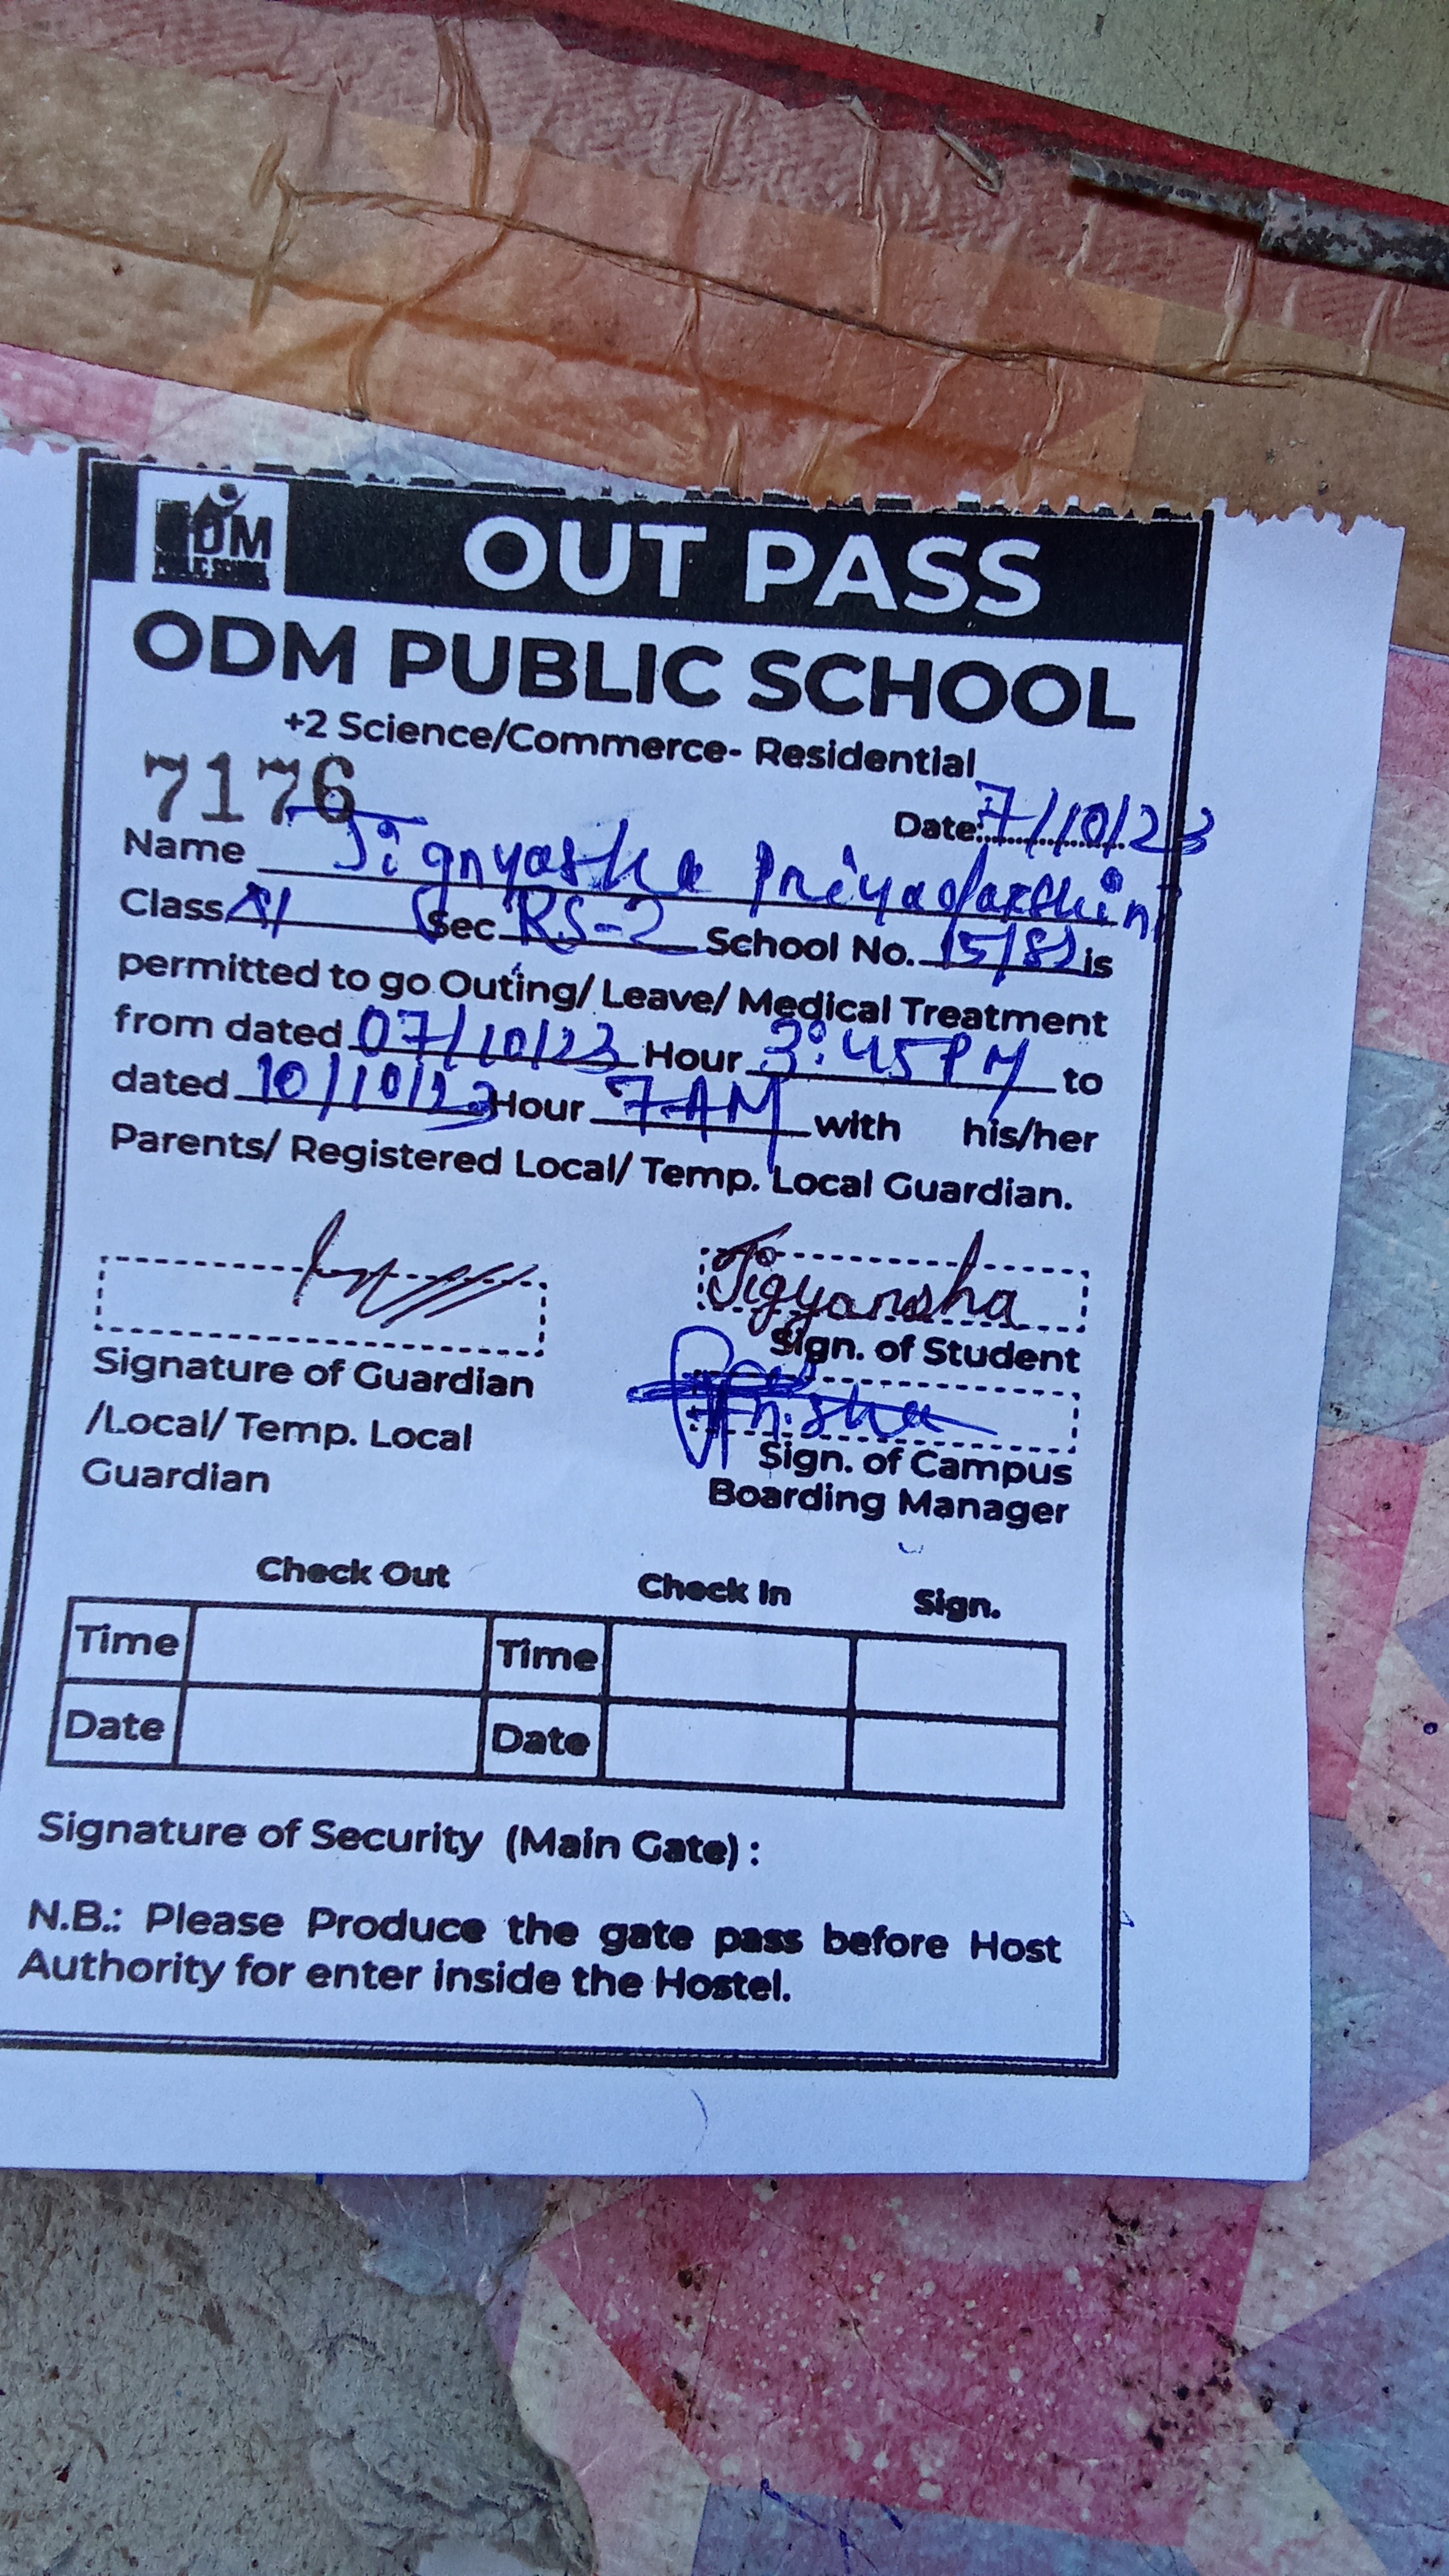 ODM
PUBLIC SCHOOL
OUT PASS
ODM PUBLIC SCHOOL
+2 Science/Commerce- Residential
7176
Date: 7/10/23
Name Jignyasha Priyadarshini
Class XI Sec. RS-2 School No. 15/82 is
permitted to go Outing/ Leave/ Medical Treatment
from dated 07/10/23 Hour 3:45PM to
dated 10/10/23 Hour 7AM with his/her
Parents/ Registered Local/ Temp. Local Guardian.
Jigyansha
Signature of Guardian
/Local/ Temp. Local
Guardian
Sign. of Student
Sign. of Campus
Boarding Manager
Check Out Check In Sign.
Time Time
Date Date
Signature of Security (Main Gate) :
N.B.: Please Produce the gate pass before Host
Authority for enter inside the Hostel.